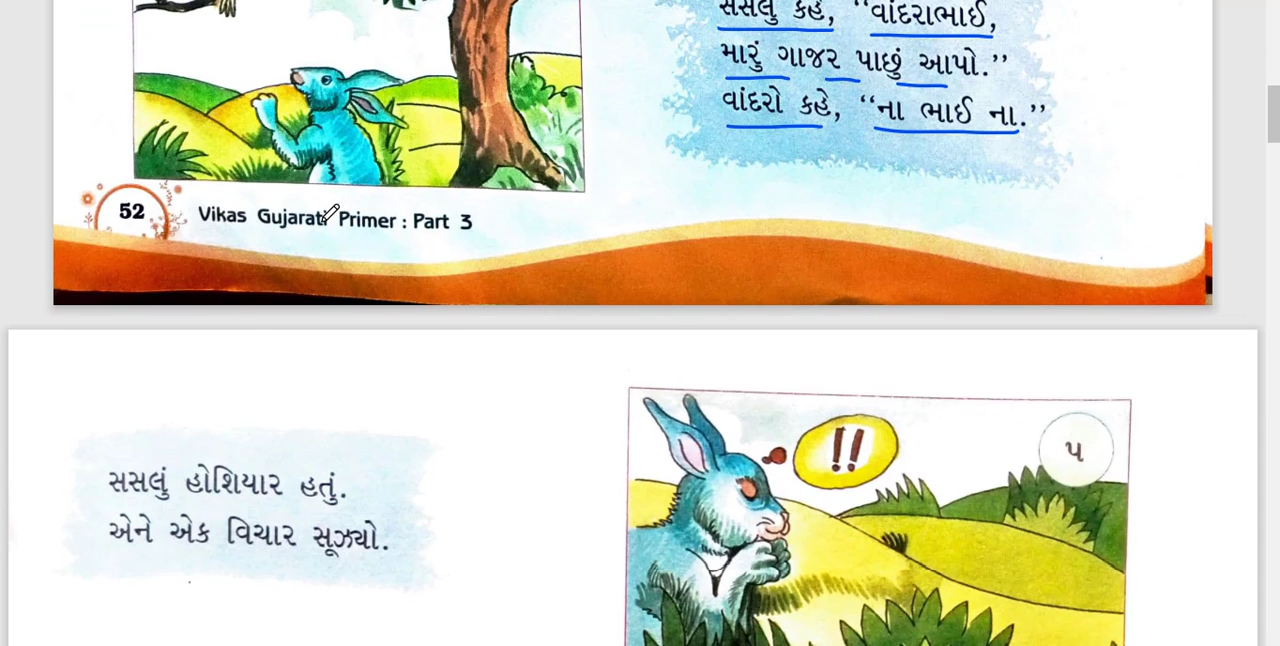 સસલું કહે, ‘‘વાંદરાભાઈ,
મારું ગાજર પાછું આપો.’’
વાંદરો કહે, ‘‘ના ભાઈ ના.’’
52 Vikas Gujarati Primer : Part 3
સસલું હોશિયાર હતું.
એને એક વિચાર સૂઝ્યો.
!!
૫